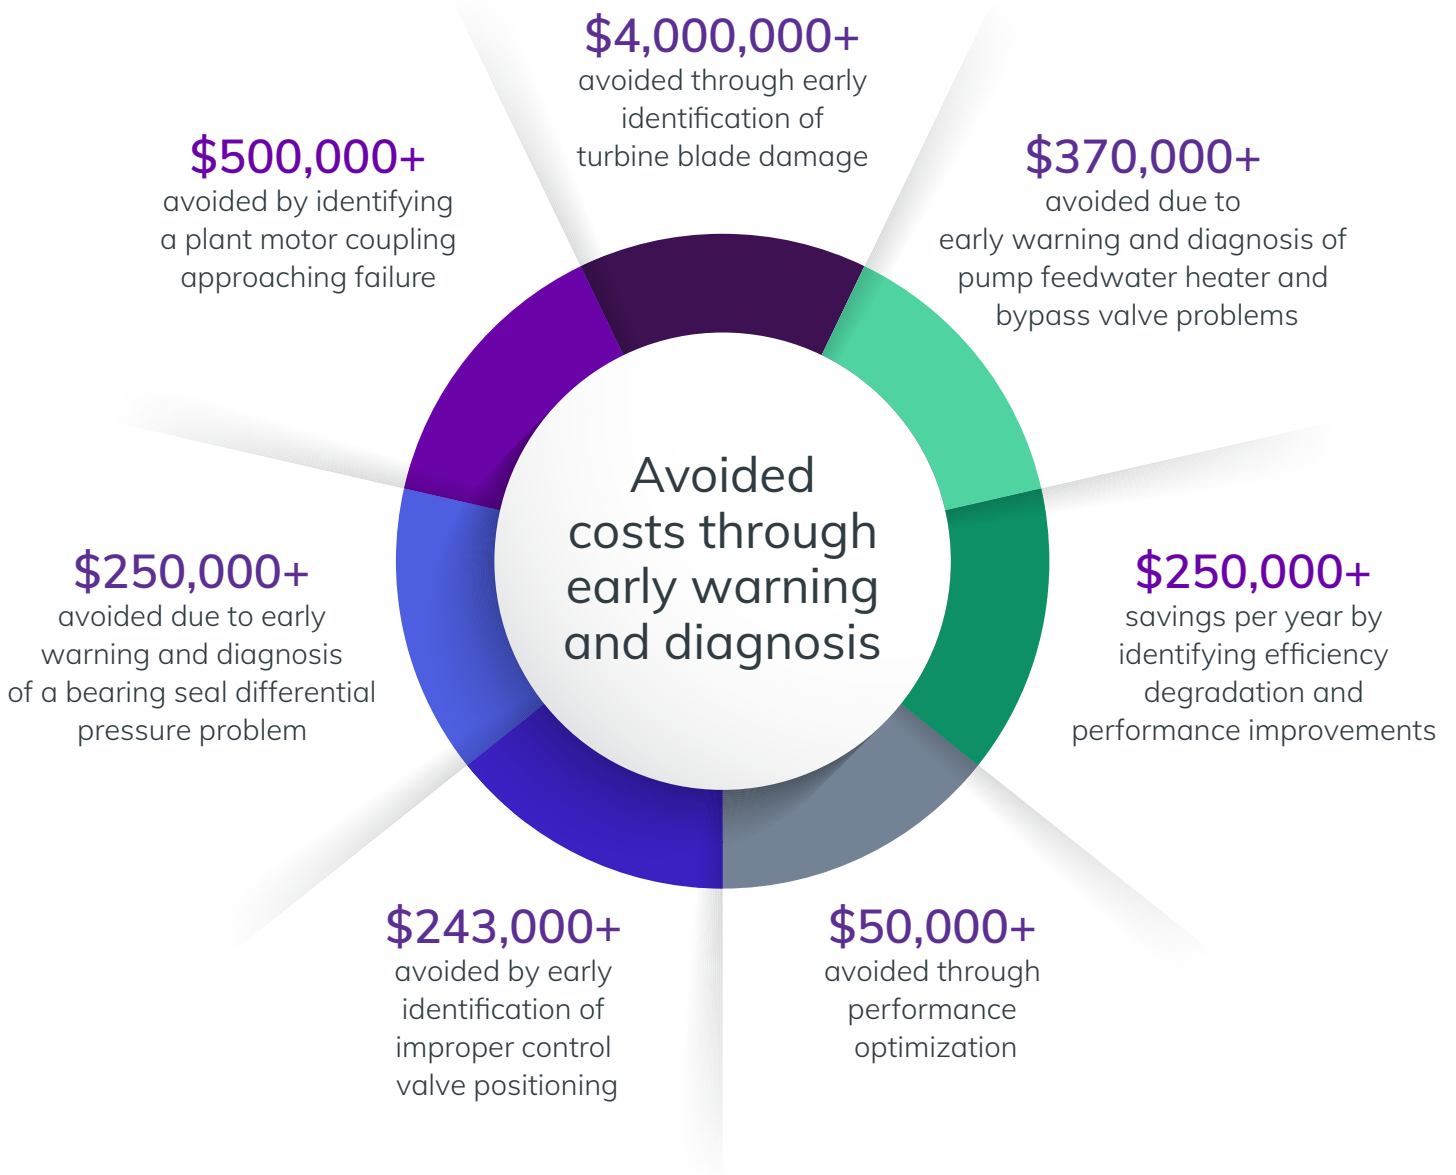 $4,000,000+
avoided through early
identification of
turbine blade damage
$370,000+
avoided due to
early warning and diagnosis of
pump feedwater heater and
bypass valve problems
$250,000+
savings per year by
identifying efficiency
degradation and
performance improvements
$50,000+
avoided through
performance
optimization
$243,000+
avoided by early
identification of
improper control
valve positioning
$250,000+
avoided due to early
warning and diagnosis
of a bearing seal differential
pressure problem
$500,000+
avoided by identifying
a plant motor coupling
approaching failure
Avoided
costs through
early warning
and diagnosis